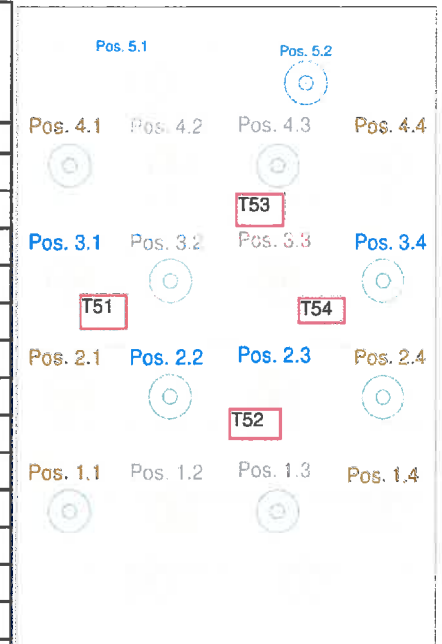 Pos. 5.1 Pos. 5.2
Pos. 4.1 Pos. 4.2 Pos. 4.3 Pos. 4.4
T53
Pos. 3.1 Pos. 3.2 Pos. 3.3 Pos. 3.4
T51 T54
Pos. 2.1 Pos. 2.2 Pos. 2.3 Pos. 2.4
T52
Pos. 1.1 Pos. 1.2 Pos. 1.3 Pos. 1.4